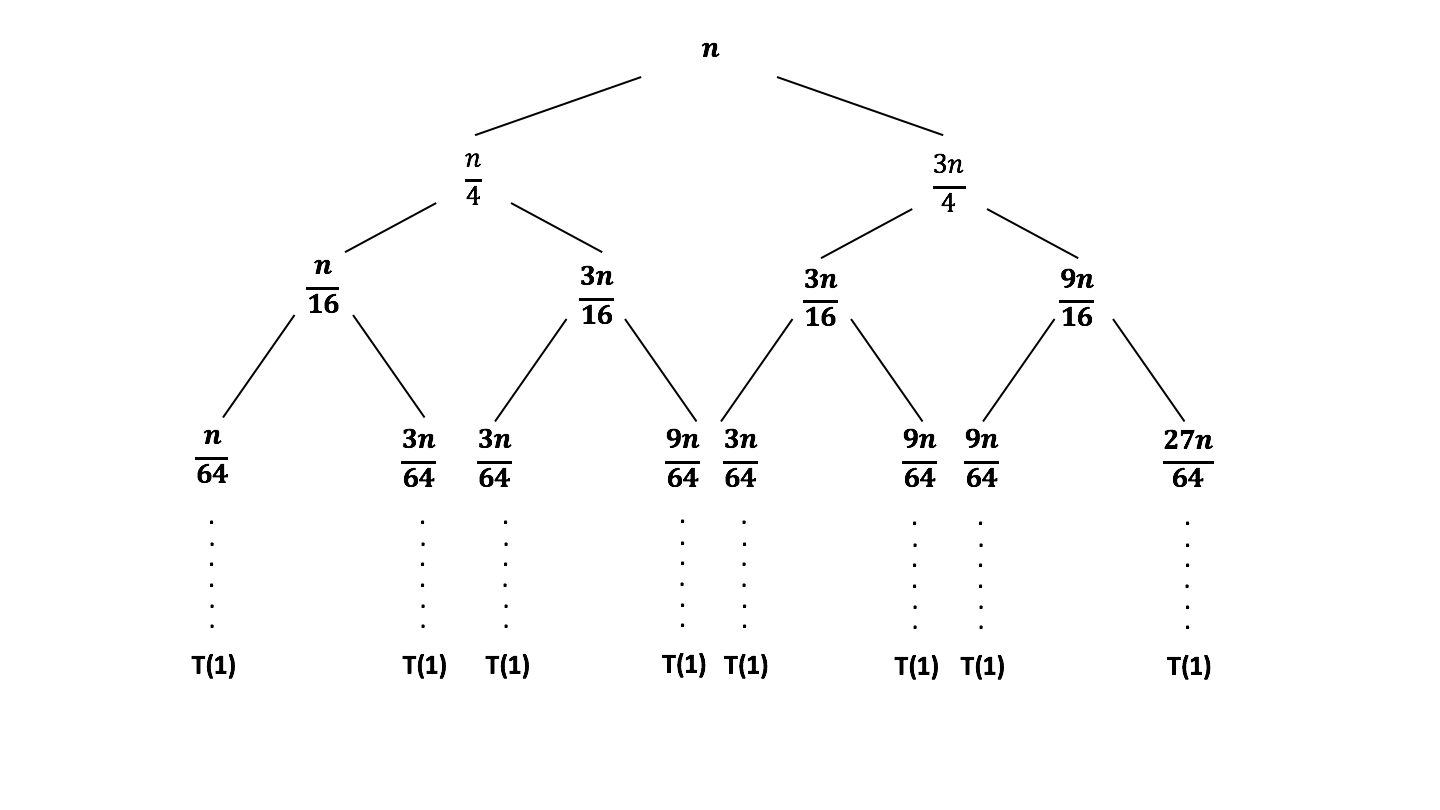 n
n/4 3n/4
n/16 3n/16 3n/16 9n/16
n/64 3n/64 3n/64 9n/64 3n/64 9n/64 9n/64 27n/64
T(1) T(1) T(1) T(1) T(1) T(1) T(1) T(1)